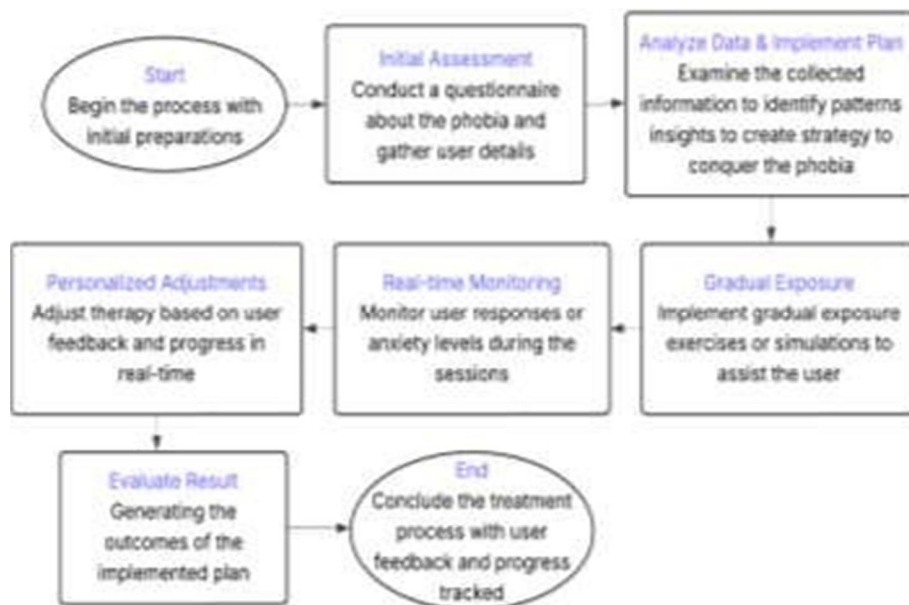 Start
Begin the process with
initial preparations
Initial Assessment
Conduct a questionnaire
about the phobia and
gather user details
Analyze Data & Implement Plan
Examine the collected
information to identify patterns
insights to create strategy to
conquer the phobia
Personalized Adjustments
Adjust therapy based on user
feedback and progress in
real-time
Real-time Monitoring
Monitor user responses or
anxiety levels during the
sessions
Gradual Exposure
Implement gradual exposure
exercises or simulations to
assist the user
Evaluate Result
Generating the
outcomes of the
implemented plan
End
Conclude the treatment
process with user
feedback and progress
tracked